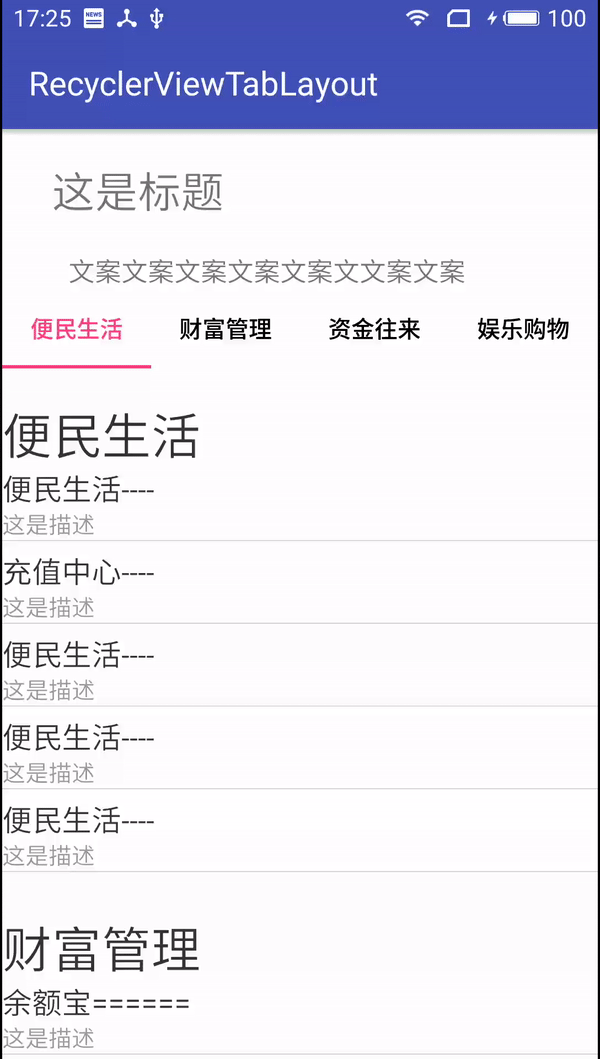 17:25 NEWS 100
RecyclerViewTabLayout
这是标题
文案文案文案文案文案文文案文案
便民生活 财富管理 资金往来 娱乐购物
便民生活
便民生活----
这是描述
充值中心----
这是描述
便民生活----
这是描述
便民生活----
这是描述
便民生活----
这是描述
财富管理
余额宝======
这是描述